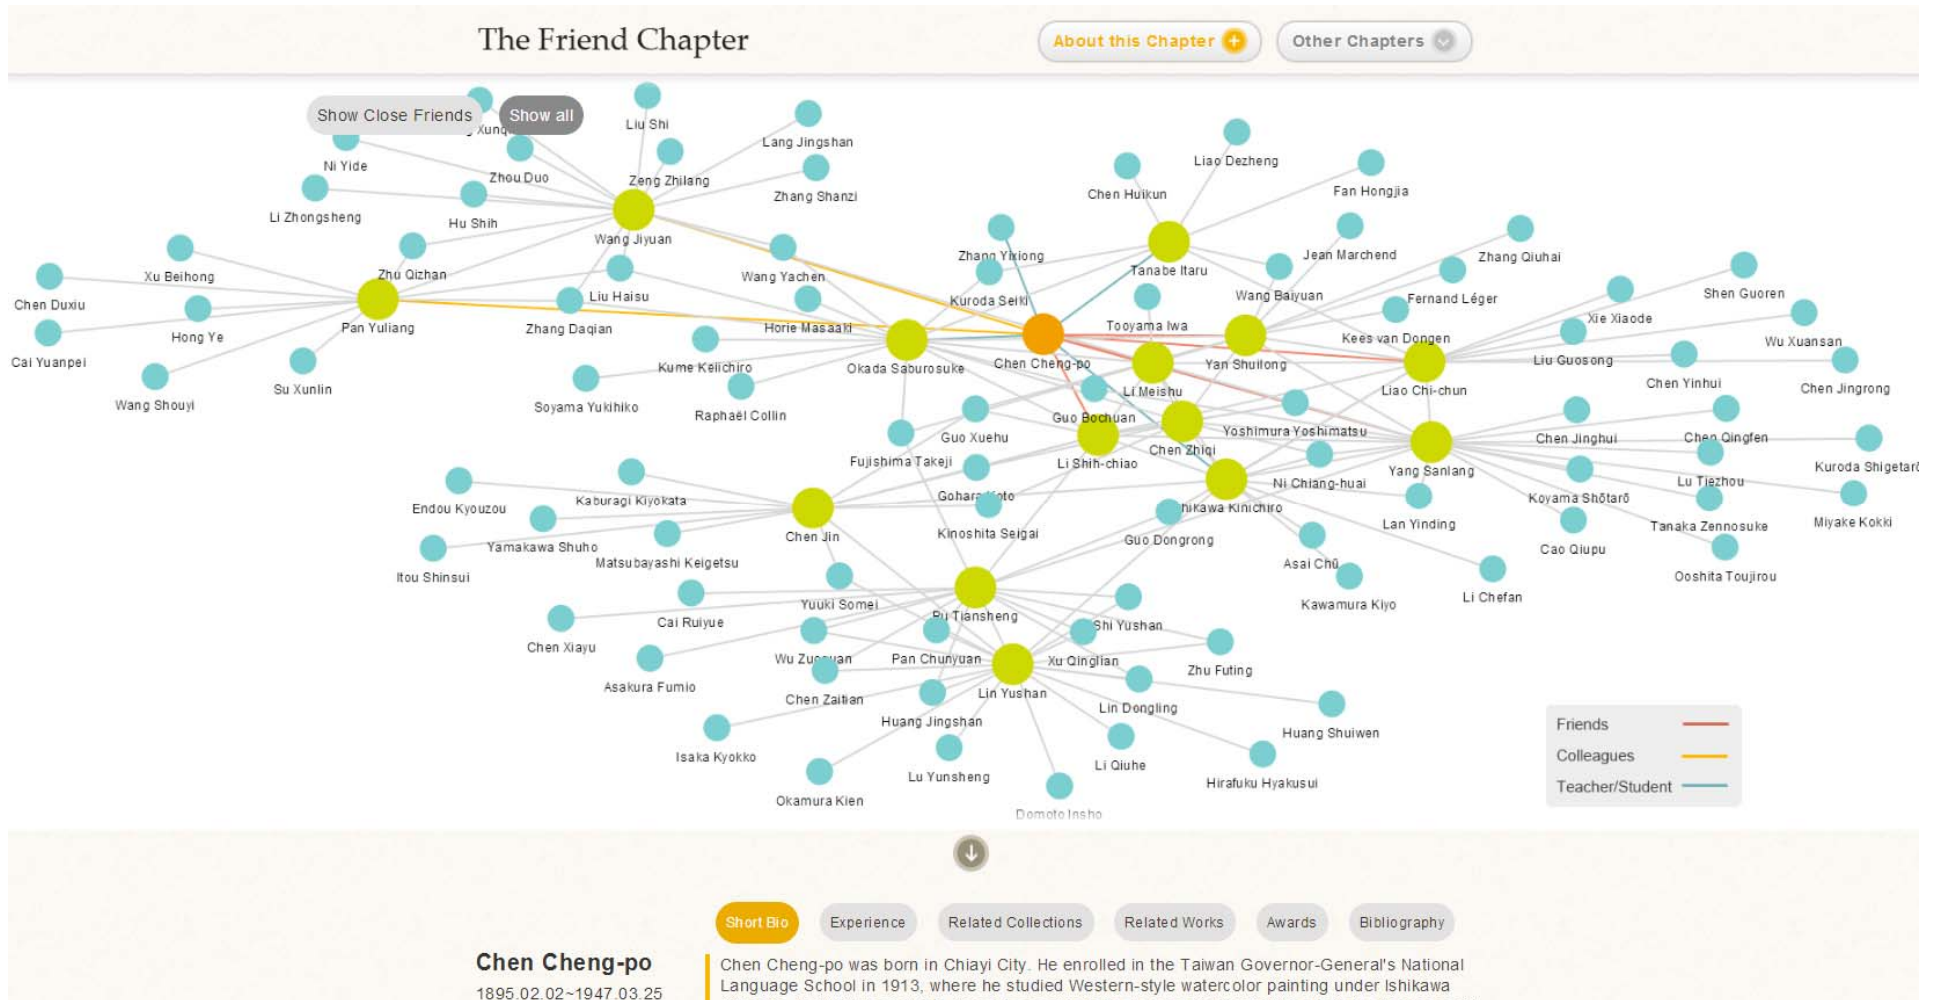 The Friend Chapter
About this Chapter
Other Chapters
Show Close Friends
Show all
Liu Shi
Lang Jingshan
Liao Dezheng
Ni Yide
Zhou Duo
Zeng Zhilang
Zhang Shanzi
Chen Huikun
Fan Hongjia
Li Zhongsheng
Hu Shih
Wang Jiyuan
Zhang Yixiong
Tanabe Itaru
Jean Marchend
Zhang Qiuhai
Xu Beihong
Zhu Qizhan
Wang Yachen
Chen Duxiu
Liu Haisu
Kuroda Seiki
Wang Baiyuan
Fernand Léger
Shen Guoren
Pan Yuliang
Zhang Daqian
Horie Masaaki
Tooyama Iwa
Xie Xiaode
Hong Ye
Kees van Dongen
Wu Xuansan
Cai Yuanpei
Kume Keiichiro
Okada Saburosuke
Chen Cheng-po
Yan Shuilong
Liu Guosong
Su Xunlin
Li Meishu
Liao Chi-chun
Chen Yinhui
Chen Jingrong
Wang Shouyi
Soyama Yukihiko
Raphaël Collin
Guo Bochuan
Guo Xuehu
Yoshimura Yoshimatsu
Chen Jinghui
Chen Qingfen
Fujishima Takeji
Li Shih-chiao
Chen Zhiqi
Yang Sanlang
Kuroda Shigetar
Endou Kyouzou
Kaburagi Kiyokata
Ni Chiang-huai
Koyama Shōtarō
Lu Tiezhou
Kinoshita Seigai
hikawa Kinichiro
Lan Yinding
Tanaka Zennosuke
Miyake Kokki
Chen Jin
Guo Dongrong
Yamakawa Shuho
Matsubayashi Keigetsu
Cao Qiupu
Itou Shinsui
Asai Chū
Ooshita Toujirou
Yuuki Somei
Kawamura Kiyo
Li Chefan
Cai Ruiyue
Pu Tiansheng
Shi Yushan
Chen Xiayu
Pan Chunyuan
Xu Qinglian
Zhu Futing
Asakura Fumio
Chen Zaitian
Lin Yushan
Lin Dongling
Huang Jingshan
Huang Shuiwen
Isaka Kyokko
Lu Yunsheng
Li Qiuhe
Hirafuku Hyakusui
Okamura Kien
Domoto Insho
Friends
Colleagues
Teacher/Student
Short Bio
Experience
Related Collections
Related Works
Awards
Bibliography
Chen Cheng-po
1895.02.02~1947.03.25
Chen Cheng-po was born in Chiayi City. He enrolled in the Taiwan Governor-General's National
Language School in 1913, where he studied Western-style watercolor painting under Ishikawa